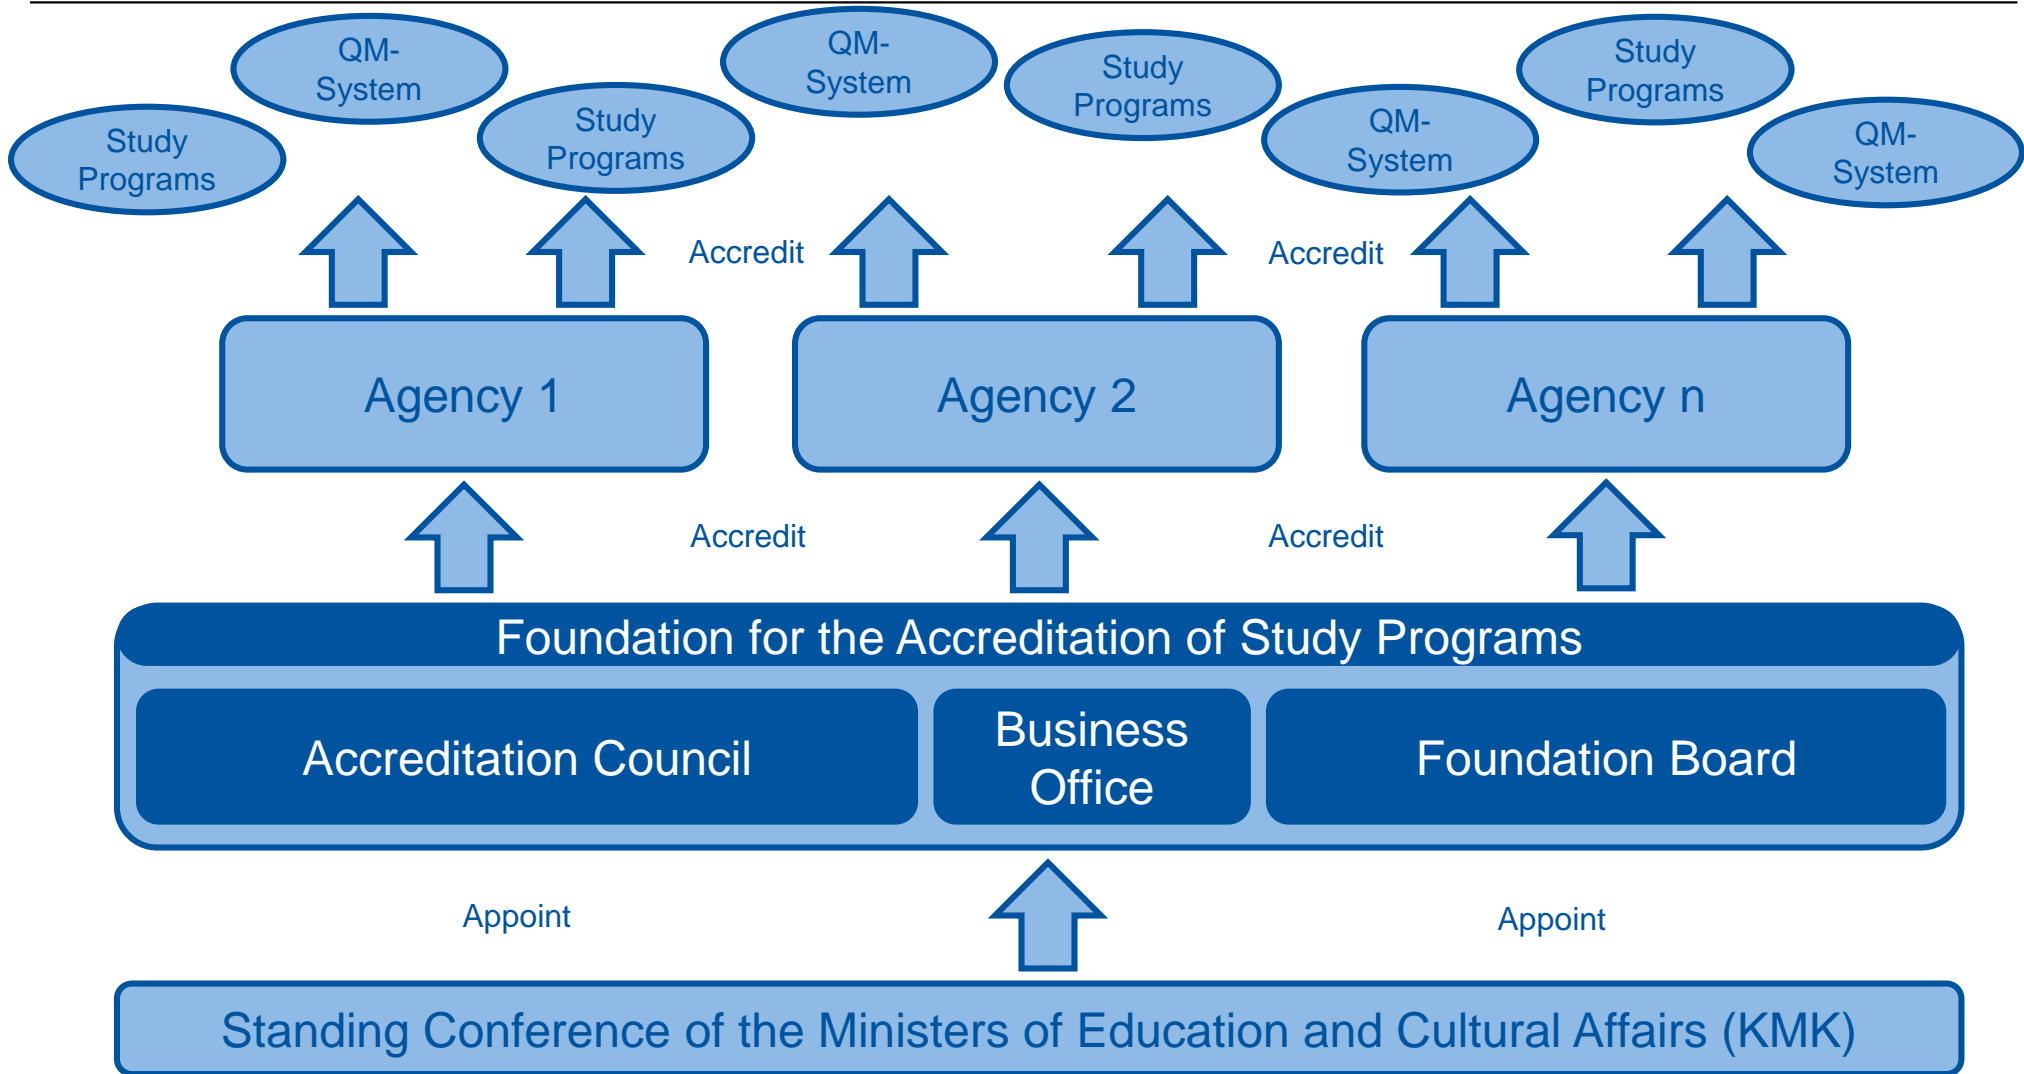 QM-
System
QM-
System
Study
Programs
Study
Programs
Study
Programs
Study
Programs
QM-
System
QM-
System
Accredit
Accredit
Agency 1
Agency 2
Agency n
Accredit
Accredit
Foundation for the Accreditation of Study Programs
Accreditation Council
Business
Office
Foundation Board
Appoint
Appoint
Standing Conference of the Ministers of Education and Cultural Affairs (KMK)